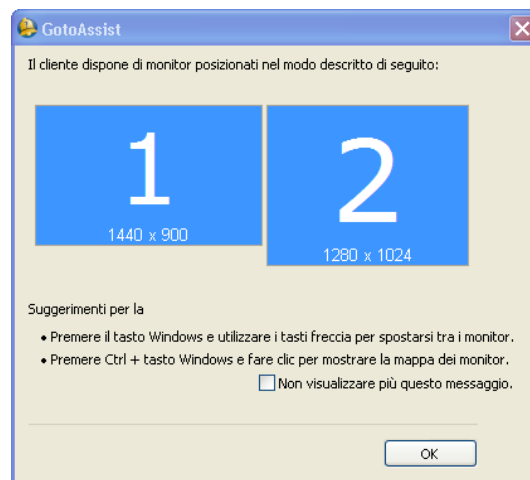 GotoAssist
Il cliente dispone di monitor posizionati nel modo descritto di seguito:
1
1440 x 900
2
1280 x 1024
Suggerimenti per la
• Premere il tasto Windows e utilizzare i tasti freccia per spostarsi tra i monitor.
• Premere Ctrl + tasto Windows e fare clic per mostrare la mappa dei monitor.
Non visualizzare più questo messaggio.
OK